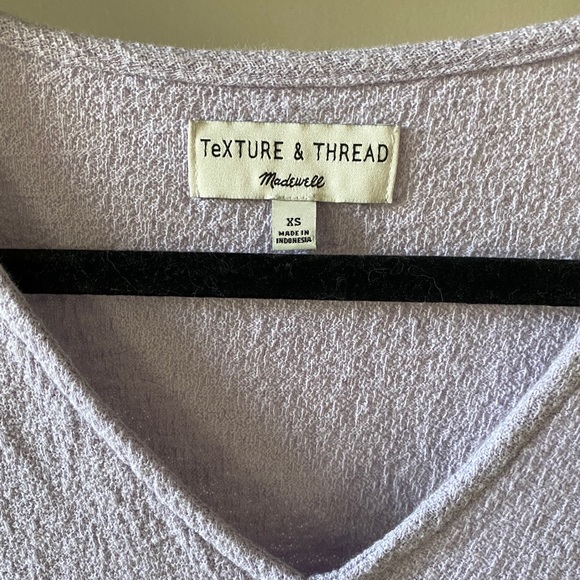 TeXTURE & THREAD
Madewell
XS
MADE IN
INDONESIA